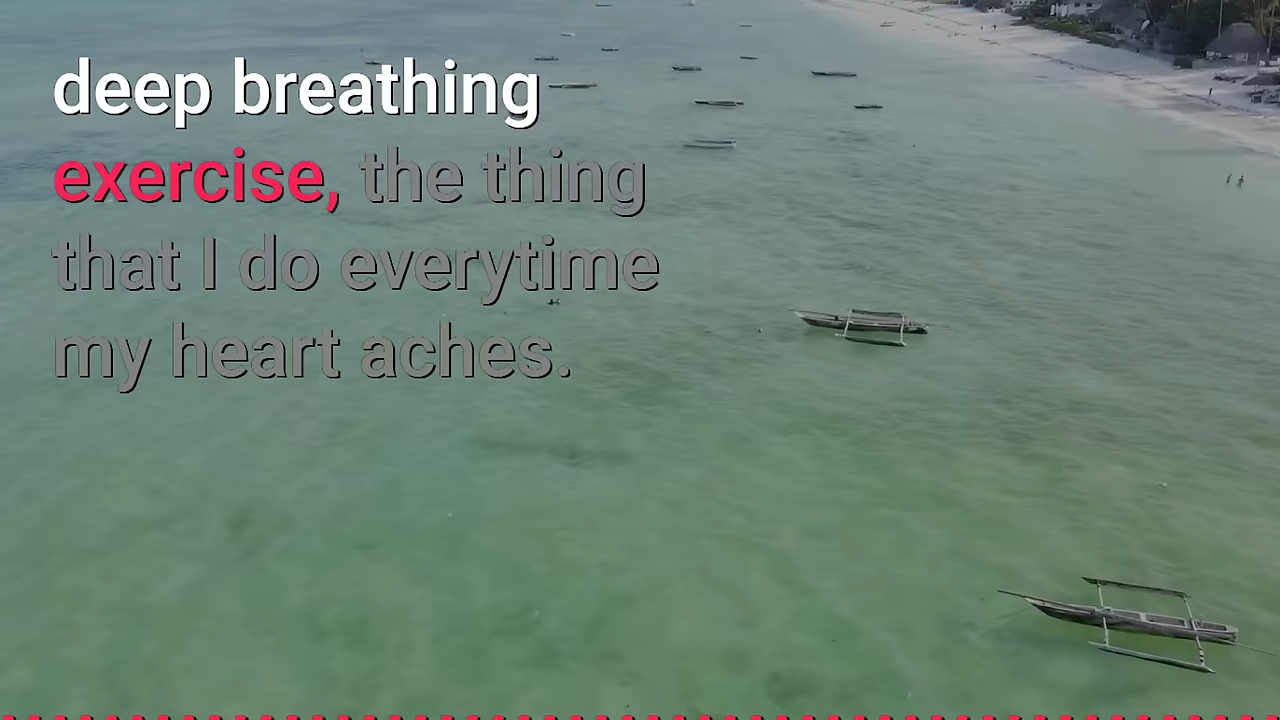 deep breathing
exercise, the thing
that I do everytime
my heart aches.